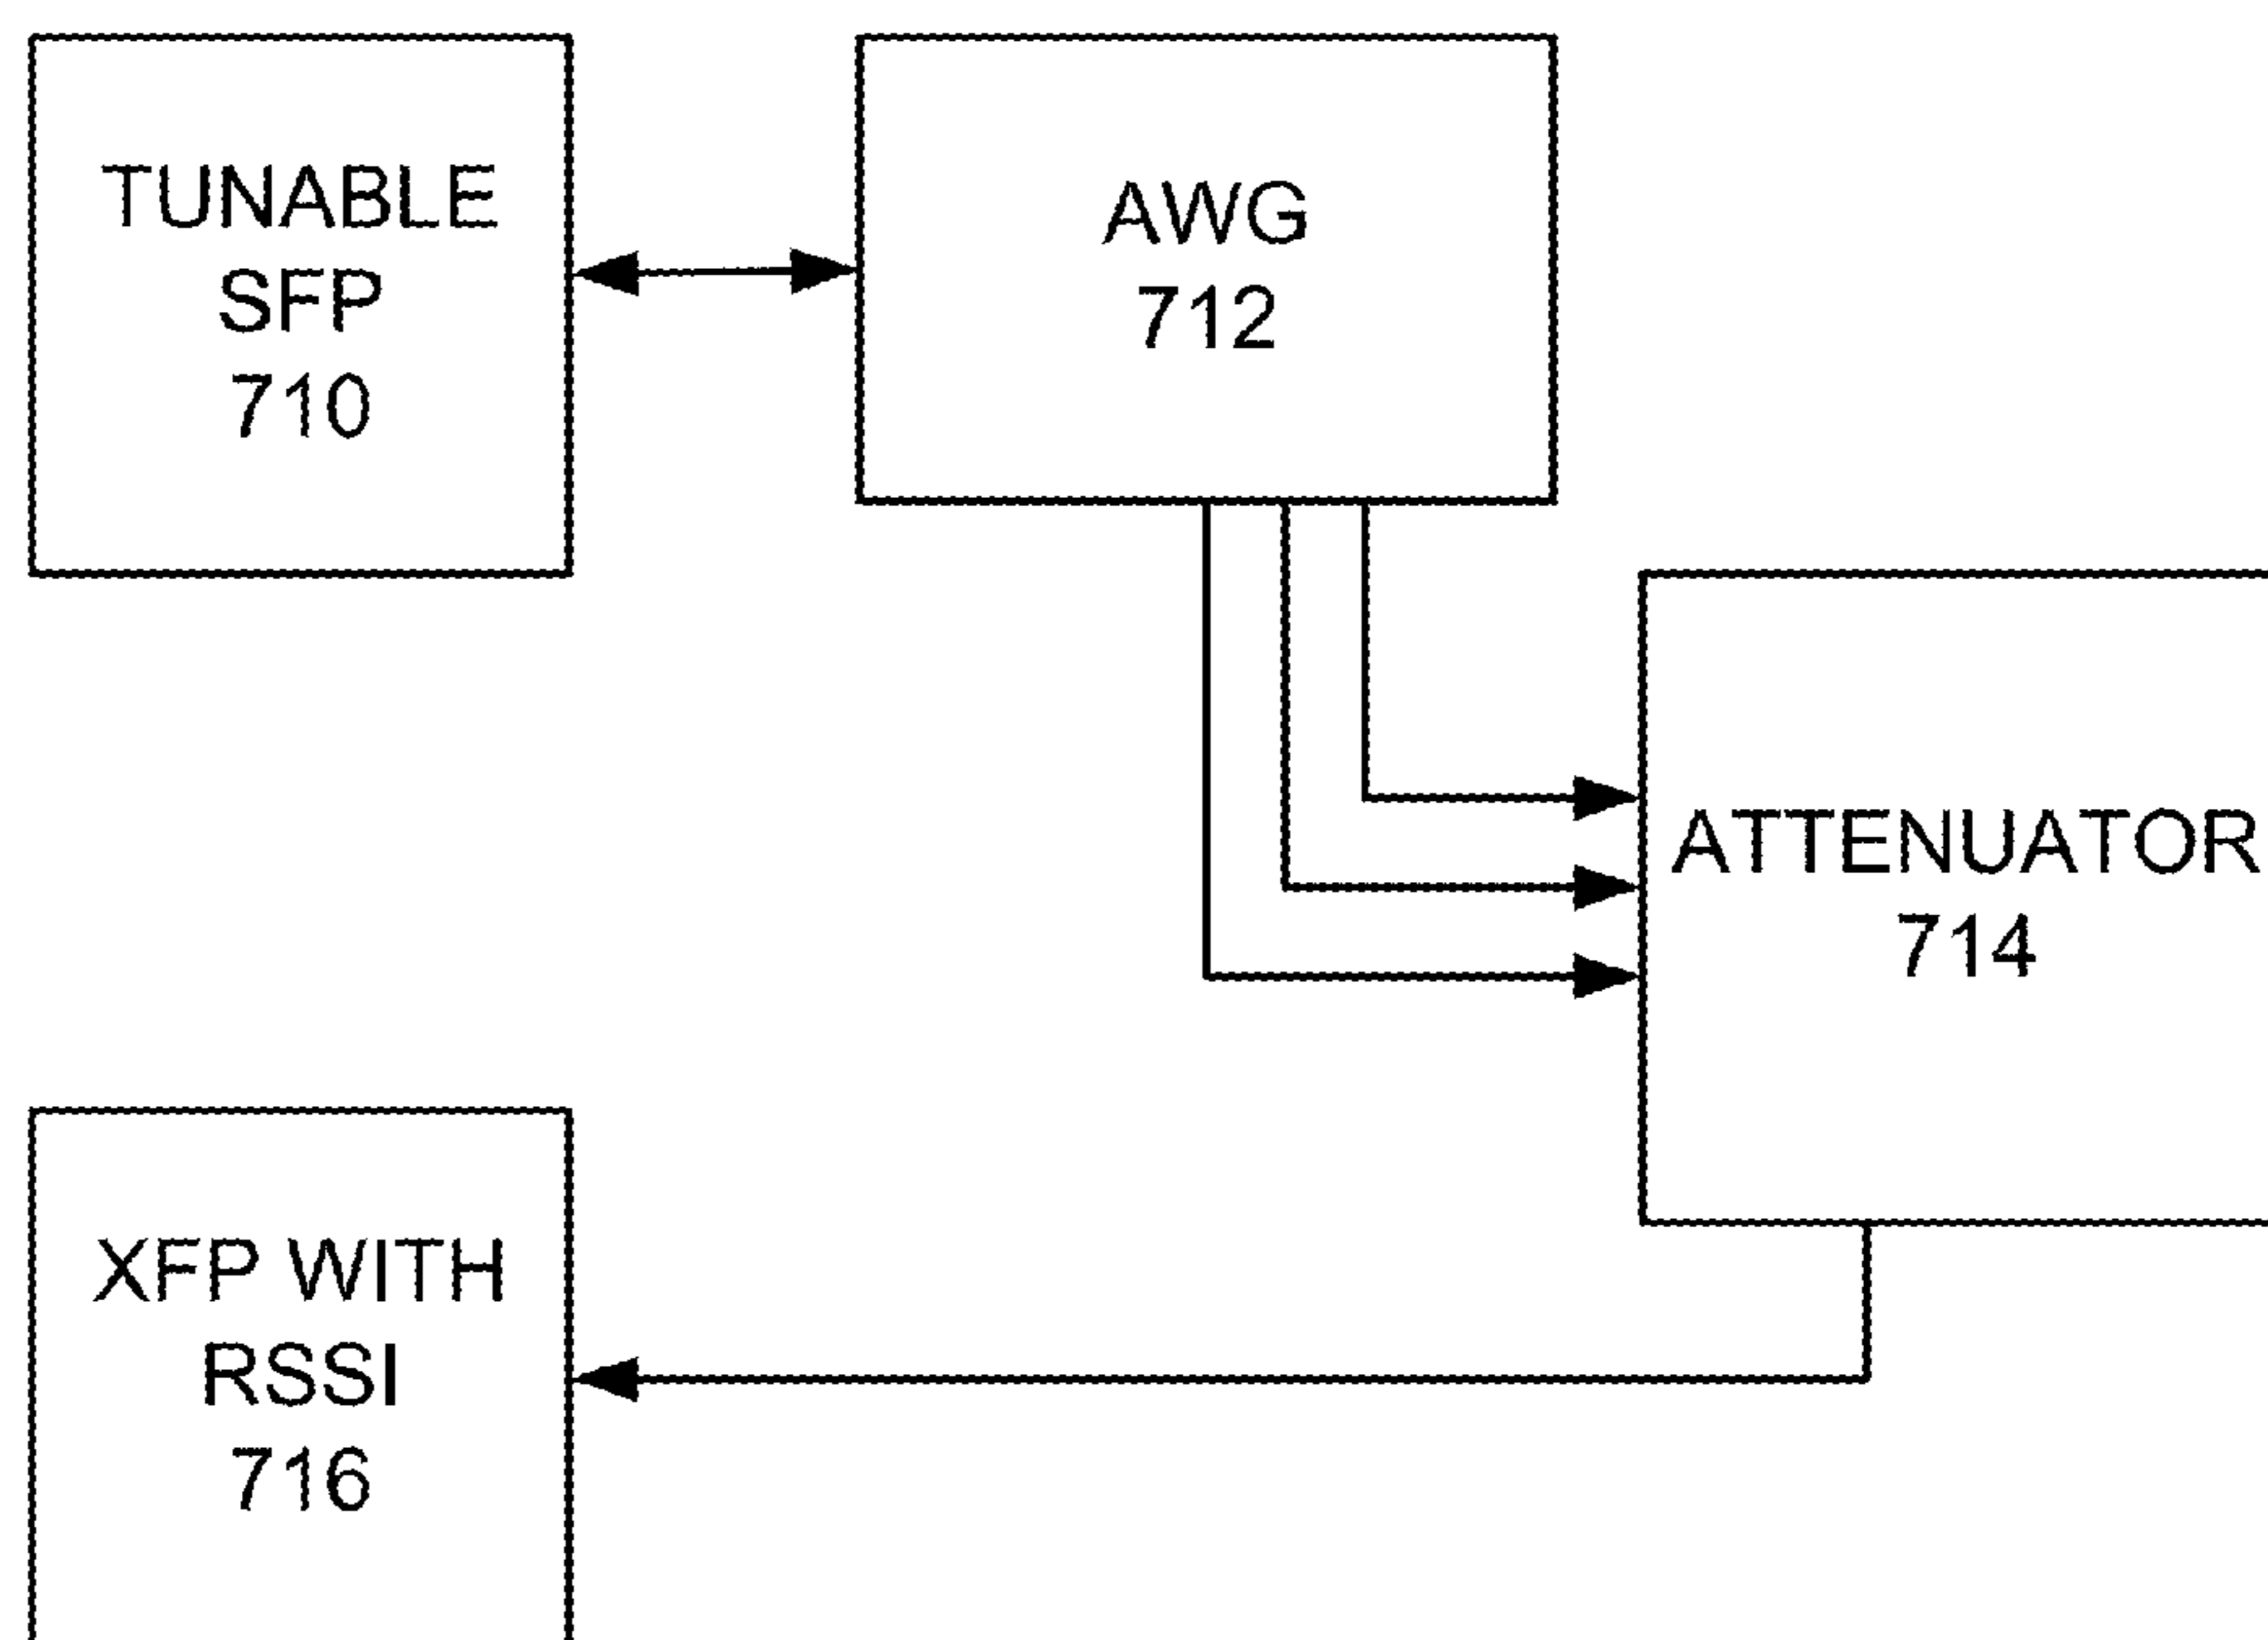 TUNABLE
SFP
710
AWG
712
ATTENUATOR
714
XFP WITH
RSSI
716